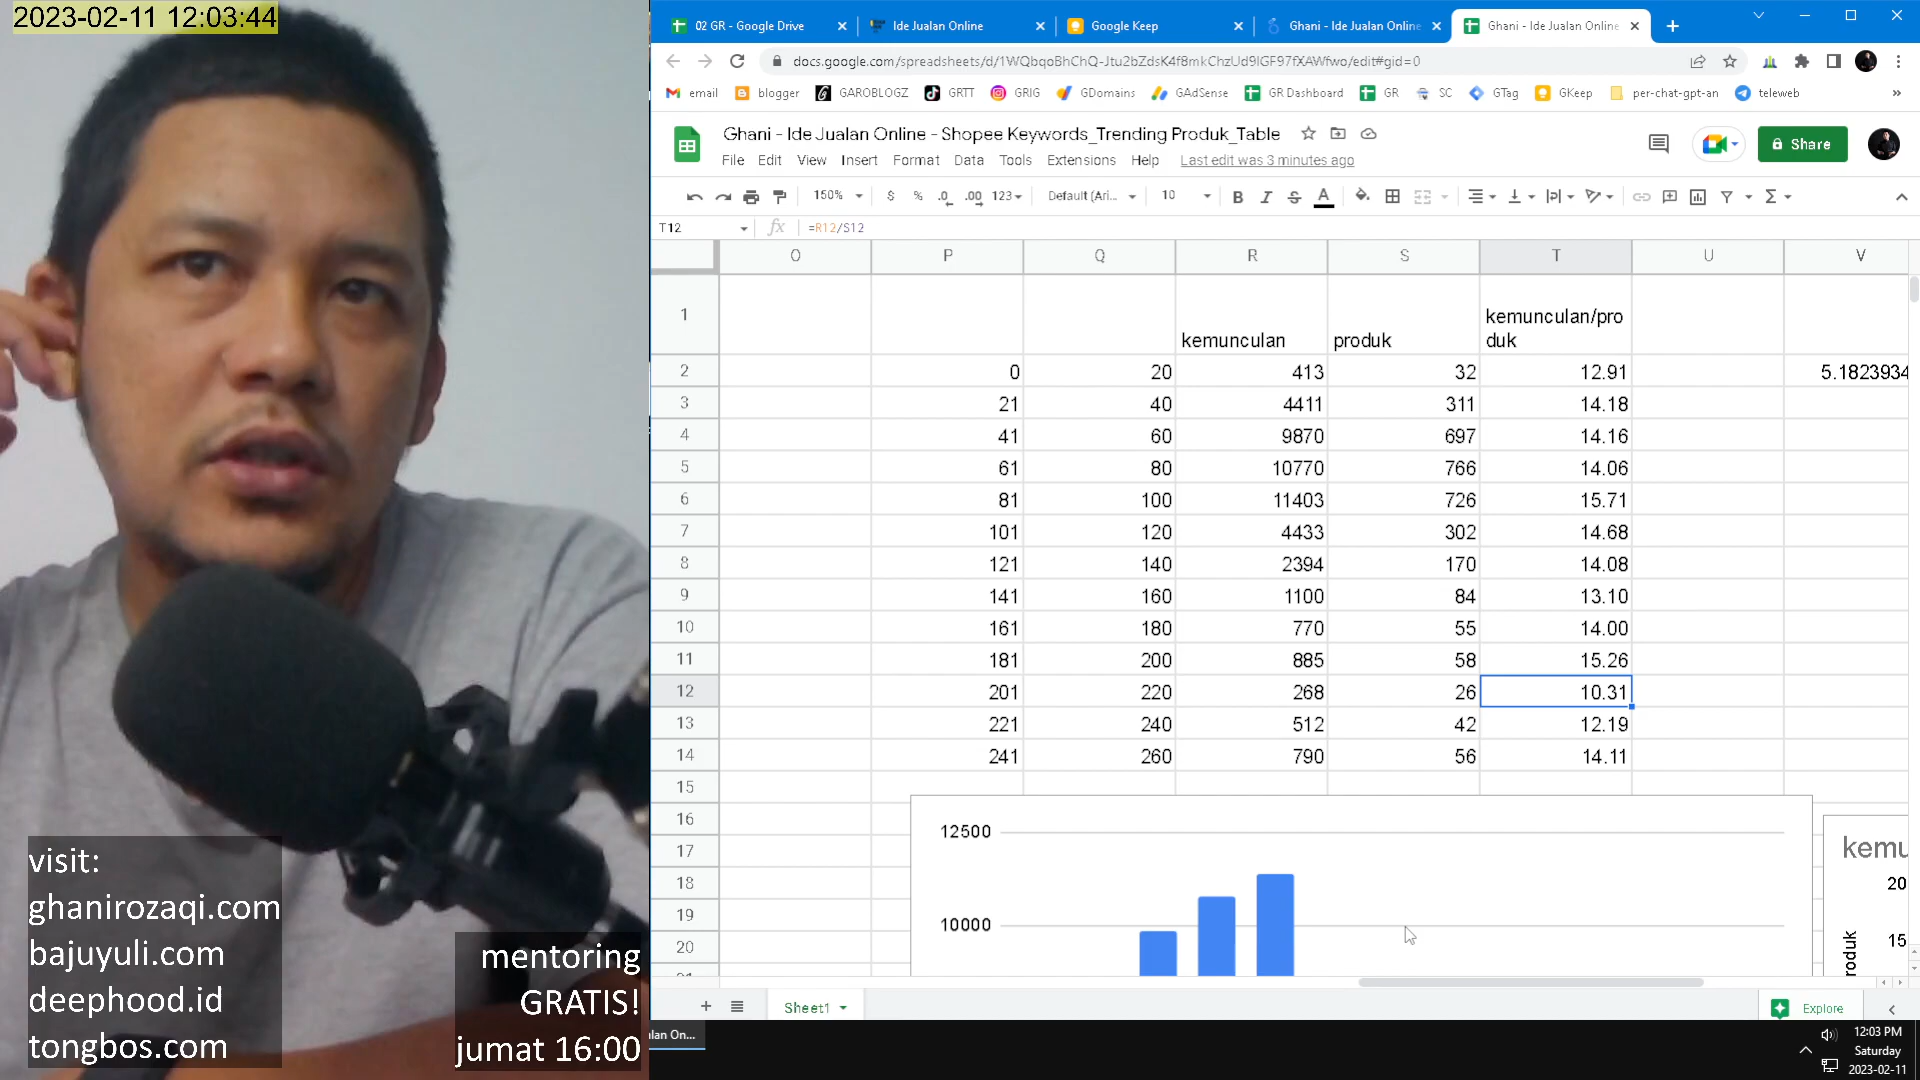 2023-02-11 12:03:44
visit:
ghanirozaqi.com
bajuyuli.com
deephood.id
tongbos.com
mentoring
GRATIS!
jumat 16:00
02 GR - Google Drive
Ide Jualan Online
Google Keep
Ghani - Ide Jualan Online
Ghani - Ide Jualan Online
docs.google.com/spreadsheets/d/1WQbqoBhChQ-Jtu2bZdsK4f8mkChzUd9lGF97fXAWfwo/edit#gid=0
email blogger GAROBLOGZ GRTT GRIG GDomains GAdSense GR Dashboard GR SC GTag GKeep per-chat-gpt-an teleweb »
Ghani - Ide Jualan Online - Shopee Keywords_Trending Produk_Table
File Edit View Insert Format Data Tools Extensions Help Last edit was 3 minutes ago
Share
150% $ % .0 .00 123 Default (Ari... 10 B I S A
T12 fx =R12/S12
O P Q R S T U V
1 kemunculan produk kemunculan/pro
duk
2 0 20 413 32 12.91 5.1823934
3 21 40 4411 311 14.18
4 41 60 9870 697 14.16
5 61 80 10770 766 14.06
6 81 100 11403 726 15.71
7 101 120 4433 302 14.68
8 121 140 2394 170 14.08
9 141 160 1100 84 13.10
10 161 180 770 55 14.00
11 181 200 885 58 15.26
12 201 220 268 26 10.31
13 221 240 512 42 12.19
14 241 260 790 56 14.11
15
16
17
18
19
20
12500
10000
kemu
20
15
roduk
Sheet1
Explore
lan On...
12:03 PM
Saturday
2023-02-11